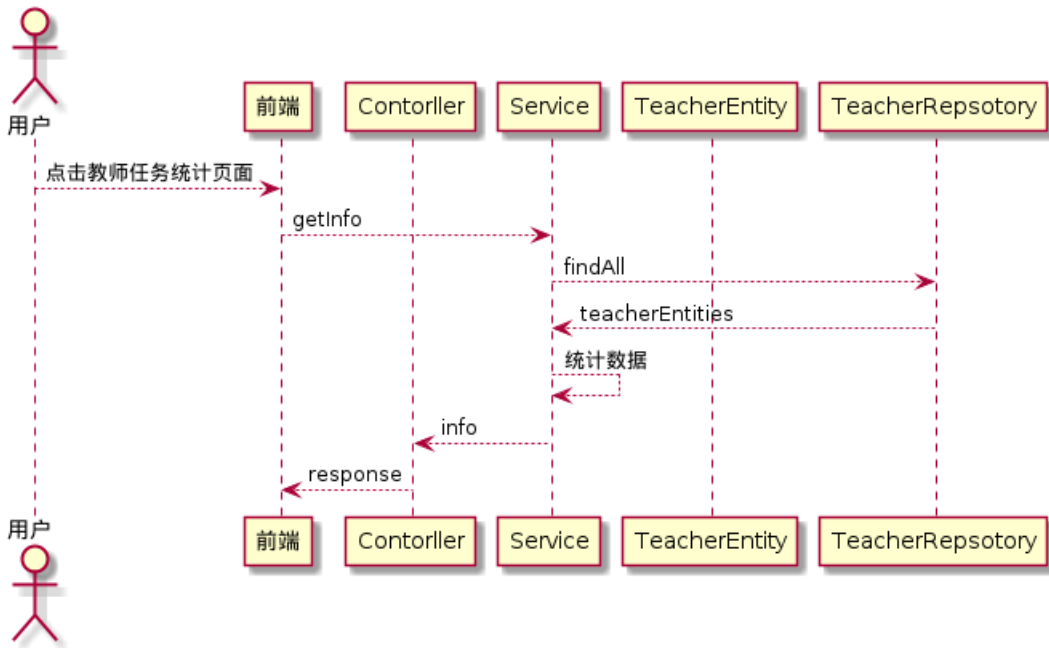 用户
前端
Contorller
Service
TeacherEntity
TeacherRepsotory
点击教师任务统计页面
getInfo
findAll
teacherEntities
统计数据
info
response
用户
前端
Contorller
Service
TeacherEntity
TeacherRepsotory